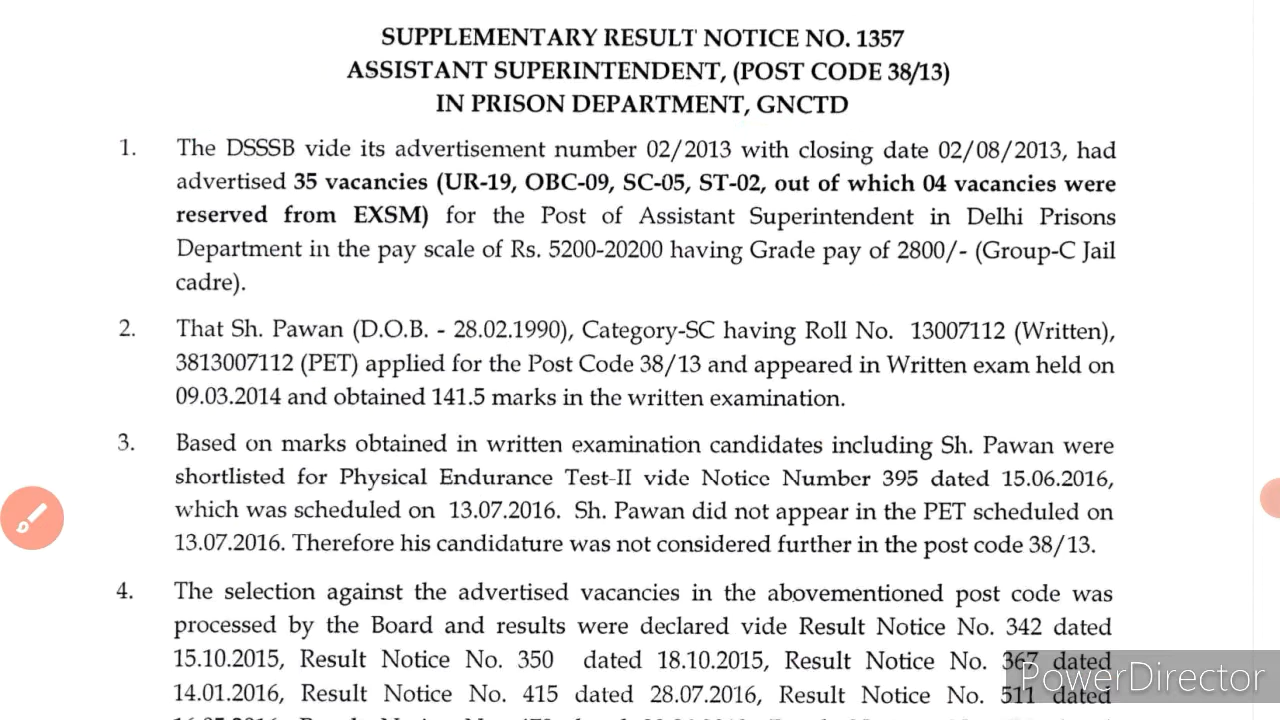 SUPPLEMENTARY RESULT NOTICE NO. 1357
ASSISTANT SUPERINTENDENT, (POST CODE 38/13)
IN PRISON DEPARTMENT, GNCTD
1. The DSSSB vide its advertisement number 02/2013 with closing date 02/08/2013, had
advertised 35 vacancies (UR-19, OBC-09, SC-05, ST-02, out of which 04 vacancies were
reserved from EXSM) for the Post of Assistant Superintendent in Delhi Prisons
Department in the pay scale of Rs. 5200-20200 having Grade pay of 2800/- (Group-C Jail
cadre).
2. That Sh. Pawan (D.O.B. - 28.02.1990), Category-SC having Roll No. 13007112 (Written),
3813007112 (PET) applied for the Post Code 38/13 and appeared in Written exam held on
09.03.2014 and obtained 141.5 marks in the written examination.
3. Based on marks obtained in written examination candidates including Sh. Pawan were
shortlisted for Physical Endurance Test-II vide Notice Number 395 dated 15.06.2016,
which was scheduled on 13.07.2016. Sh. Pawan did not appear in the PET scheduled on
13.07.2016. Therefore his candidature was not considered further in the post code 38/13.
4. The selection against the advertised vacancies in the abovementioned post code was
processed by the Board and results were declared vide Result Notice No. 342 dated
15.10.2015, Result Notice No. 350 dated 18.10.2015, Result Notice No. 367 dated
14.01.2016, Result Notice No. 415 dated 28.07.2016, Result Notice No. 511 dated
PowerDirector